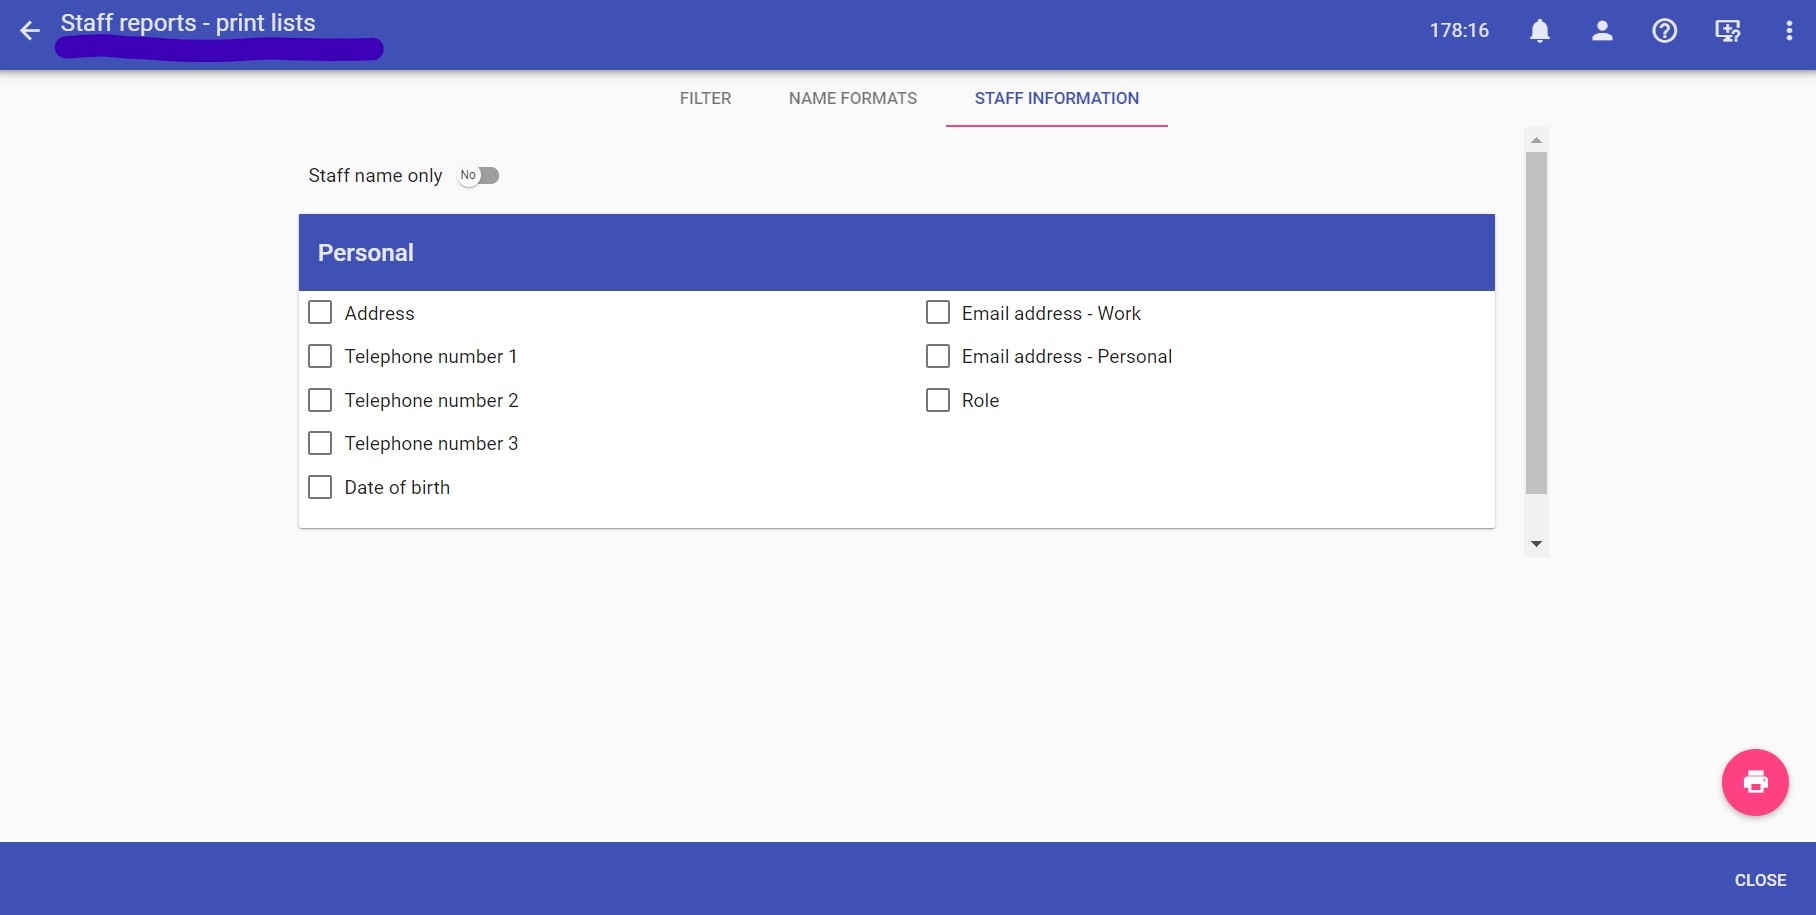 Staff reports - print lists
178:16
FILTER NAME FORMATS STAFF INFORMATION
Staff name only No
Personal
Address
Telephone number 1
Telephone number 2
Telephone number 3
Date of birth
Email address - Work
Email address - Personal
Role
CLOSE